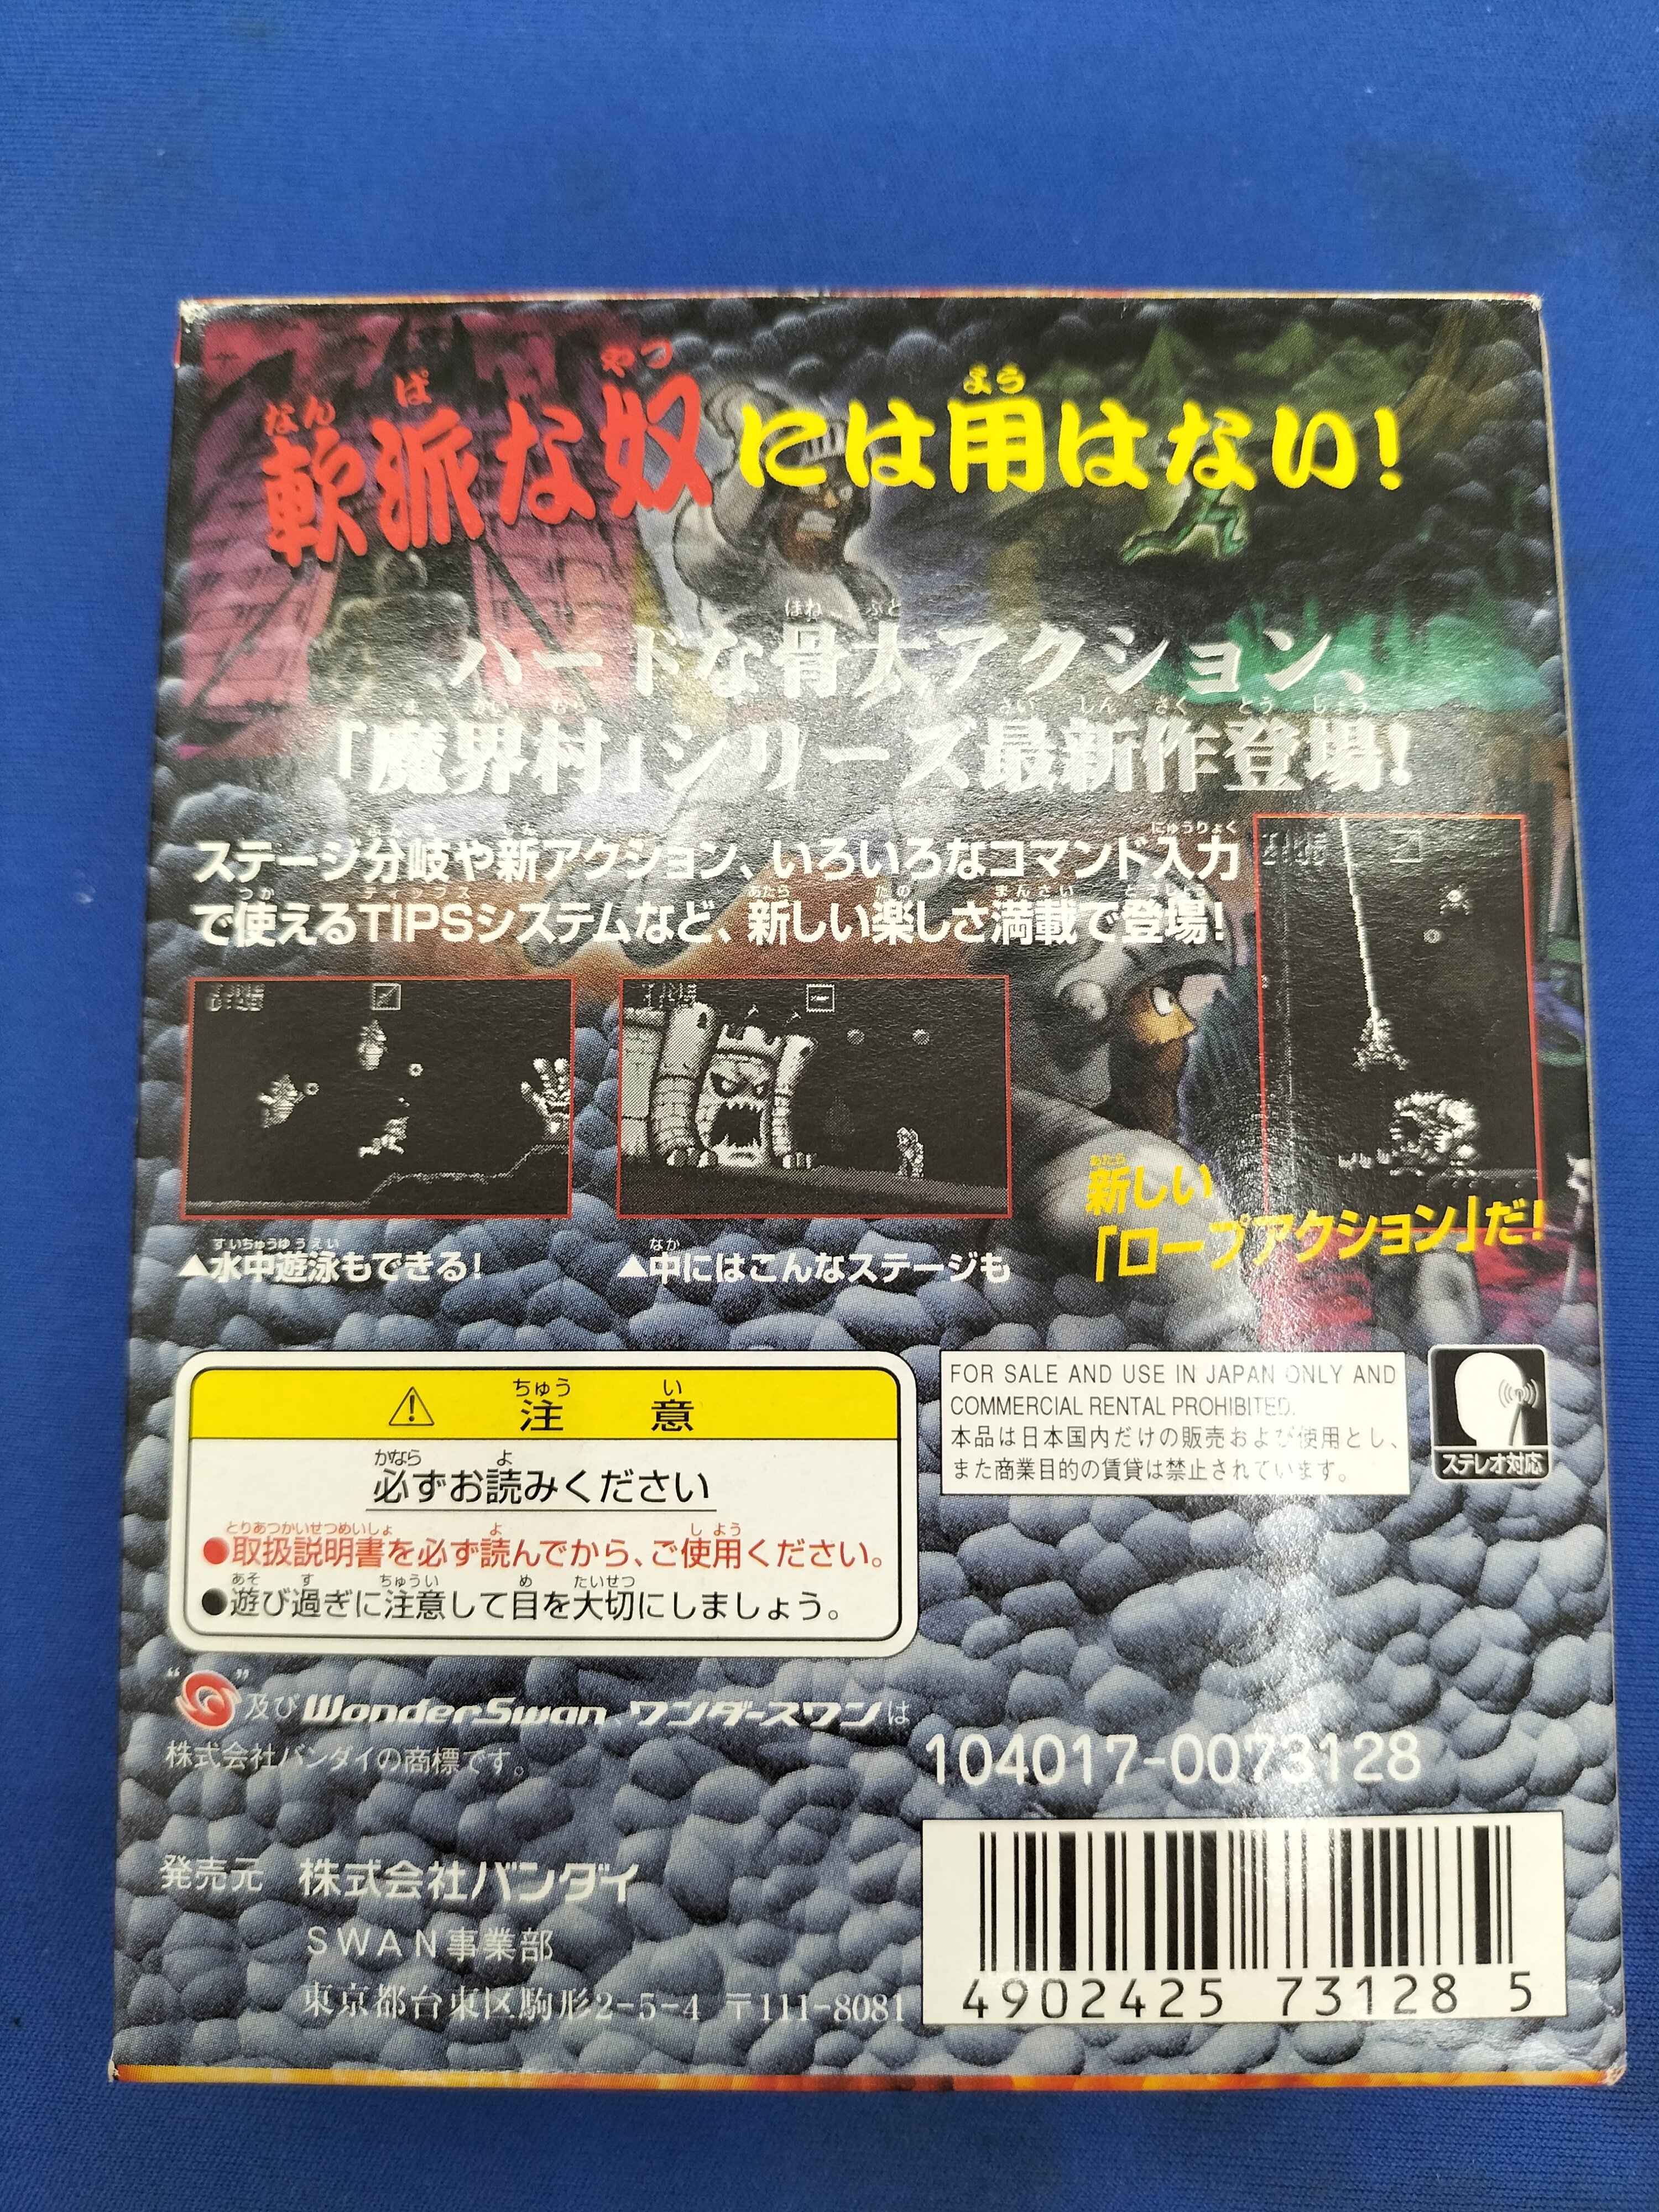 軟派な奴には用はない!
ハードな骨太アクション、
「魔界村」シリーズ最新作登場!
ステージ分岐や新アクション、いろいろなコマンド入力
で使えるTIPSシステムなど、新しい楽しさ満載で登場!
▲水中遊泳もできる!
▲中にはこんなステージも
新しい
「ロープアクション」だ!
⚠ 注意
必ずお読みください
●取扱説明書を必ず読んでから、ご使用ください。
●遊び過ぎに注意して目を大切にしましょう。
FOR SALE AND USE IN JAPAN ONLY AND
COMMERCIAL RENTAL PROHIBITED.
本品は日本国内だけの販売および使用とし、
また商業目的の賃貸は禁止されています。
ステレオ対応
“ ”及びWonderSwan、ワンダースワンは
株式会社バンダイの商標です。
104017-0073128
発売元 株式会社バンダイ
SWAN事業部
東京都台東区駒形2-5-4 〒111-8081
4902425 73128 5